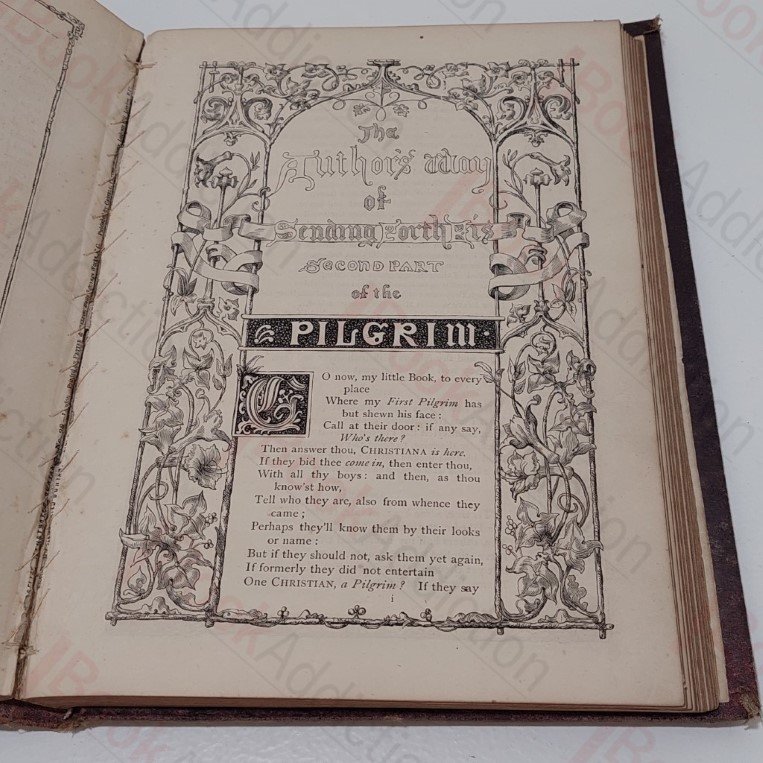 The
Author's way
of
Sending Forth His
SECOND PART
of the
PILGRIM.
GO now, my little Book, to every
place
Where my First Pilgrim has
but shewn his face:
Call at their door: if any say,
Who's there?
Then answer thou, CHRISTIANA is here.
If they bid thee come in, then enter thou,
With all thy boys: and then, as thou
know'st how,
Tell who they are, also from whence they
came;
Perhaps they'll know them by their looks
or name:
But if they should not, ask them yet again,
If formerly they did not entertain
One CHRISTIAN, a Pilgrim? If they say
i
BookAddiction